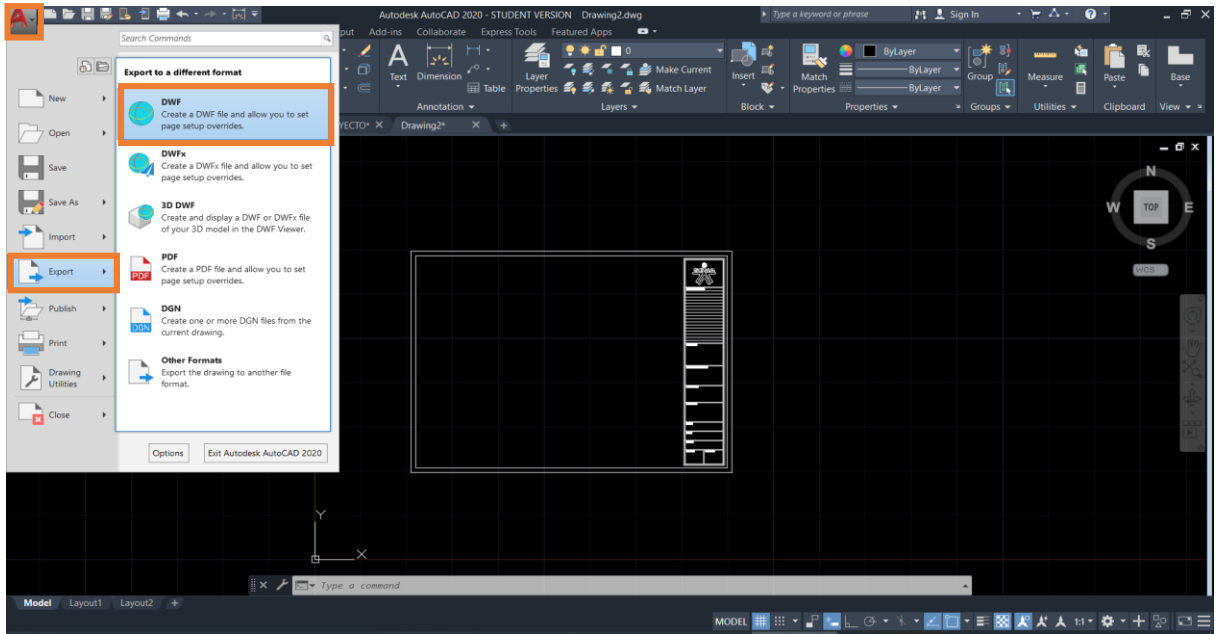 Autodesk AutoCAD 2020 - STUDENT VERSION Drawing2.dwg
Type a keyword or phrase
Sign In
Search Commands
put Add-ins Collaborate Express Tools Featured Apps
Export to a different format
New
Open
Save
Save As
Import
Export
Publish
Print
Drawing
Utilities
Close
DWF
Create a DWF file and allow you to set
page setup overrides.
DWFx
Create a DWFx file and allow you to set
page setup overrides.
3D DWF
Create and display a DWF or DWFx file
of your 3D model in the DWF Viewer.
PDF
PDF
Create a PDF file and allow you to set
page setup overrides.
DGN
DGN
Create one or more DGN files from the
current drawing.
Other Formats
Export the drawing to another file
format.
Options
Exit Autodesk AutoCAD 2020
A
Text
Dimension
Table
Annotation
Layer
Properties
0
Make Current
Match Layer
Layers
Insert
Block
Match
Properties
ByLayer
ByLayer
ByLayer
Properties
Group
Groups
Measure
Utilities
Paste
Clipboard
Base
View
YECTO* Drawing2*
N
W TOP E
S
WCS
Y
X
Type a command
Model Layout1 Layout2 +
MODEL
1:1